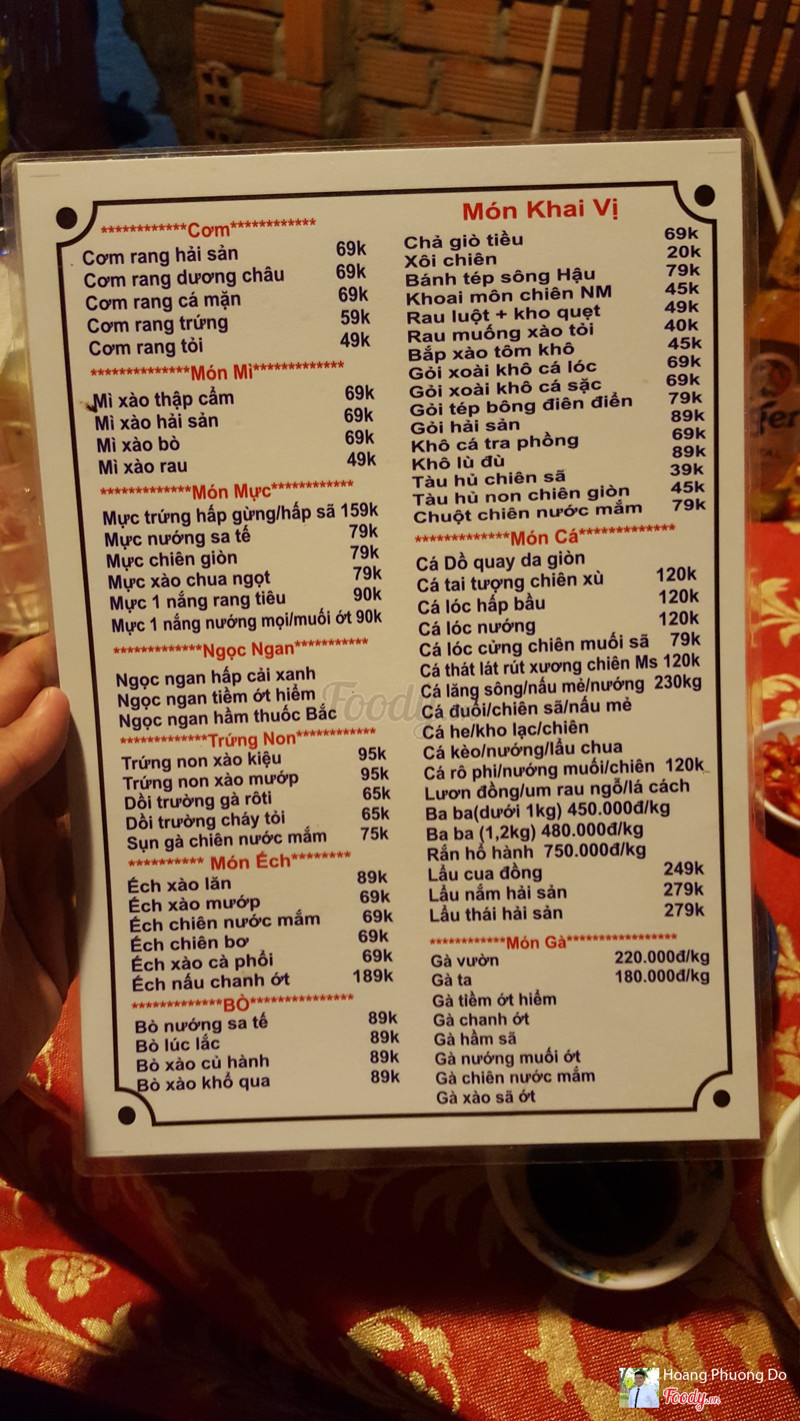 ************Cơm************
Cơm rang hải sản 69k
Cơm rang dương châu 69k
Cơm rang cá mặn 69k
Cơm rang trứng 59k
Cơm rang tỏi 49k
**************Món Mì*************
Mì xào thập cẩm 69k
Mì xào hải sản 69k
Mì xào bò 69k
Mì xào rau 49k
*************Món Mực************
Mực trứng hấp gừng/hấp sã 159k
Mực nướng sa tế 79k
Mực chiên giòn 79k
Mực xào chua ngọt 79k
Mực 1 nắng rang tiêu 90k
Mực 1 nắng nướng mọi/muối ớt 90k
*************Ngọc Ngan***********
Ngọc ngan hấp cải xanh
Ngọc ngan tiềm ớt hiểm
Ngọc ngan hầm thuốc Bắc
*************Trứng Non************
Trứng non xào kiệu 95k
Trứng non xào mướp 95k
Dồi trường gà rôti 65k
Dồi trường cháy tỏi 65k
Sụn gà chiên nước mắm 75k
*********** Món Ếch*********
Ếch xào lăn 89k
Ếch xào mướp 69k
Ếch chiên nước mắm 69k
Ếch chiên bơ 69k
Ếch xào cà phổi 69k
Ếch nấu chanh ớt 189k
*************BÒ***************
Bò nướng sa tế 89k
Bò lúc lắc 89k
Bò xào củ hành 89k
Bò xào khổ qua 89k
Món Khai Vị
Chả giò tiều 69k
Xôi chiên 20k
Bánh tép sông Hậu 79k
Khoai môn chiên NM 45k
Rau luột + kho quẹt 49k
Rau muống xào tỏi 40k
Bắp xào tôm khô 45k
Gỏi xoài khô cá lóc 69k
Gỏi xoài khô cá sặc 69k
Gỏi tép bông điên điển 79k
Gỏi hải sản 89k
Khô cá tra phồng 69k
Khô lù đù 89k
Tàu hủ chiên sã 39k
Tàu hủ non chiên giòn 45k
Chuột chiên nước mắm 79k
*************Món Cá*************
Cá Dồ quay da giòn
Cá tai tượng chiên xù 120k
Cá lóc hấp bầu 120k
Cá lóc nướng 120k
Cá lóc cửng chiên muối sã 79k
Cá thát lát rút xương chiên Ms 120k
Cá lăng sông/nấu mẻ/nướng 230kg
Cá đuối/chiên sã/nấu mẻ
Cá he/kho lạc/chiên
Cá kèo/nướng/lẩu chua
Cá rô phi/nướng muối/chiên 120k
Lươn đồng/um rau ngỗ/lá cách
Ba ba(dưới 1kg) 450.000đ/kg
Ba ba (1,2kg) 480.000đ/kg
Rắn hổ hành 750.000đ/kg
Lẩu cua đồng 249k
Lẩu nắm hải sản 279k
Lẩu thái hải sản 279k
************Món Gà*****************
Gà vườn 220.000đ/kg
Gà ta 180.000đ/kg
Gà tiềm ớt hiểm
Gà chanh ớt
Gà hầm sã
Gà nướng muối ớt
Gà chiên nước mắm
Gà xào sã ớt
Foody
Hoang Phuong Do
Foody.vn